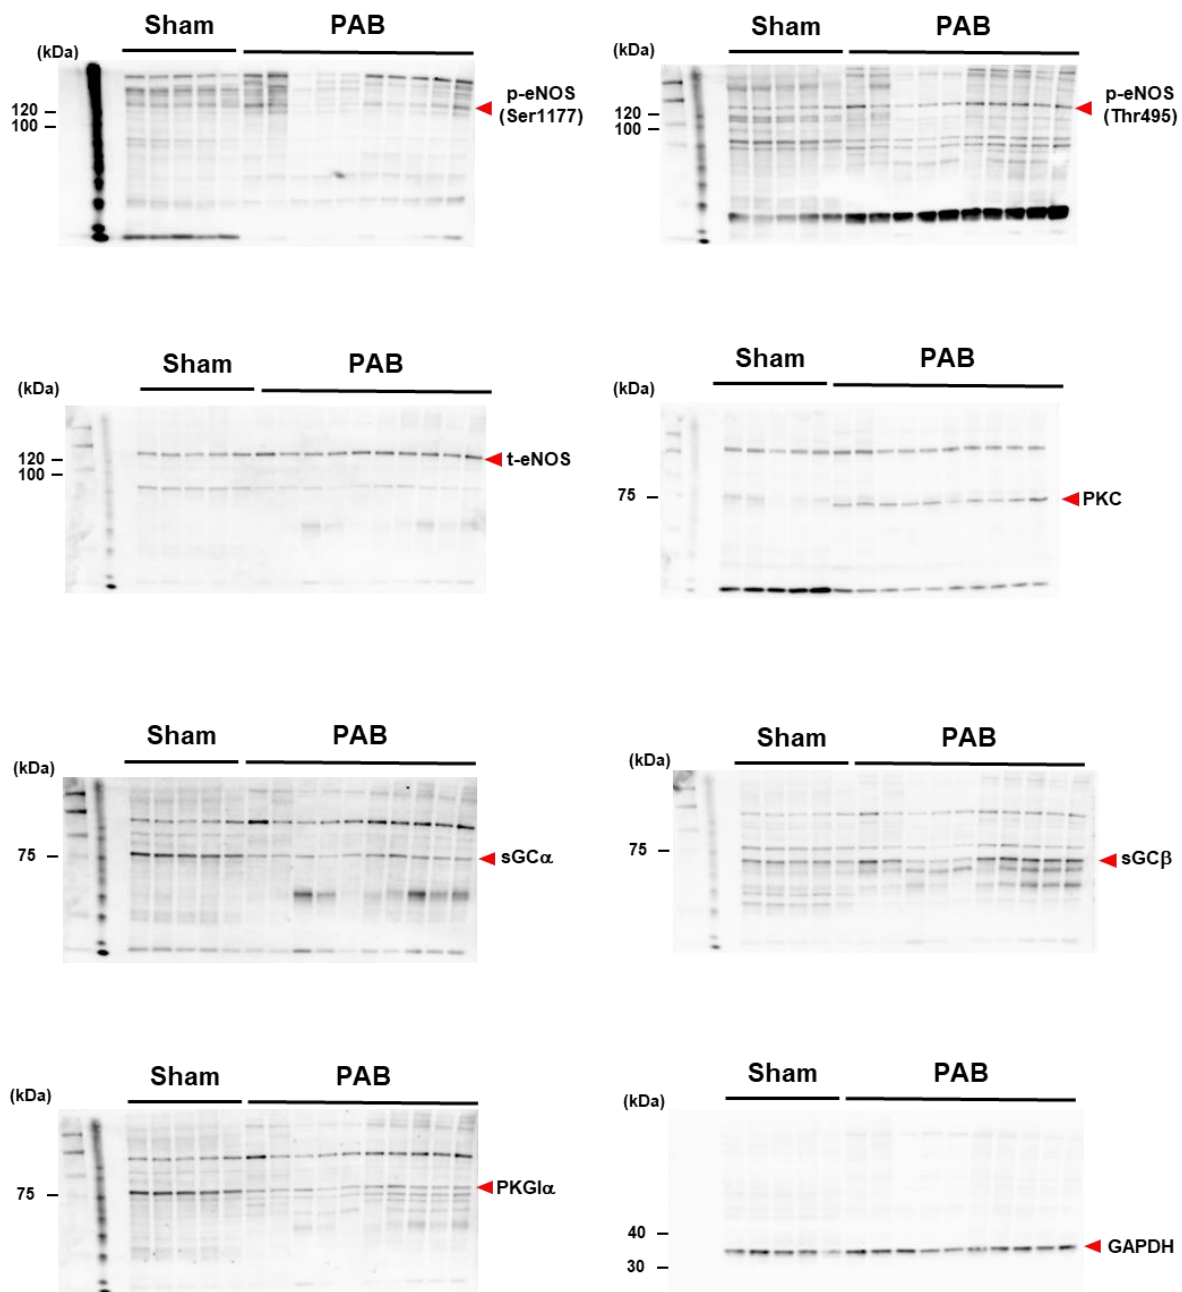 Sham PAB
(kDa)
120
100
p-eNOS
(Ser1177)
Sham PAB
(kDa)
120
100
p-eNOS
(Thr495)
Sham PAB
(kDa)
120
100
t-eNOS
Sham PAB
(kDa)
75
PKC
Sham PAB
(kDa)
75
sGCα
Sham PAB
(kDa)
75
sGCβ
Sham PAB
(kDa)
75
PKGIα
Sham PAB
(kDa)
40
30
GAPDH